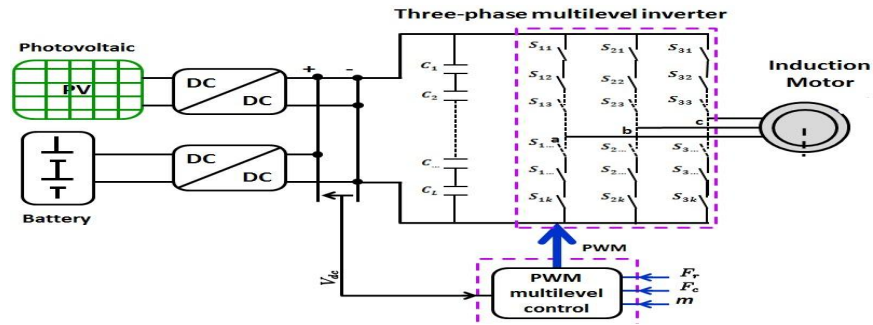 Three-phase multilevel inverter
Photovoltaic
PV
DC
DC
+ -
C1
C2
C...
CL
S11 S21 S31
S12 S22 S32
S13 S23 S33
a b c
S1... S2... S3...
S1... S2... S3...
S1k S2k S3k
Induction
Motor
DC
DC
Battery
Vdc
PWM
PWM
multilevel
control
Fr
Fc
m